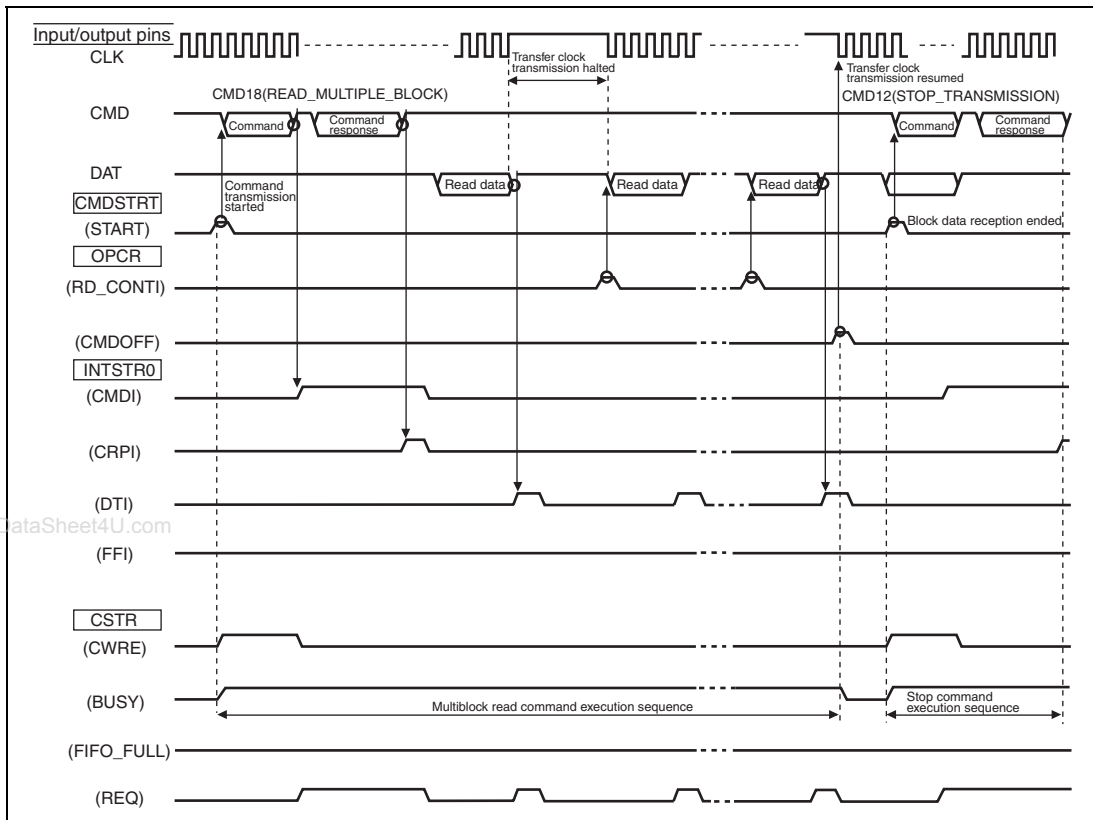 Input/output pins
CLK
Transfer clock
transmission halted
Transfer clock
transmission resumed
CMD18(READ_MULTIPLE_BLOCK)
CMD12(STOP_TRANSMISSION)
CMD
Command
Command
response
Command
Command
response
DAT
Read data
Read data
Read data
Command
transmission
started
CMDSTRT
(START)
Block data reception ended
OPCR
(RD_CONTI)
(CMDOFF)
INTSTR0
(CMDI)
(CRPI)
(DTI)
DataSheet4U.com
(FFI)
CSTR
(CWRE)
(BUSY)
Multiblock read command execution sequence
Stop command
execution sequence
(FIFO_FULL)
(REQ)